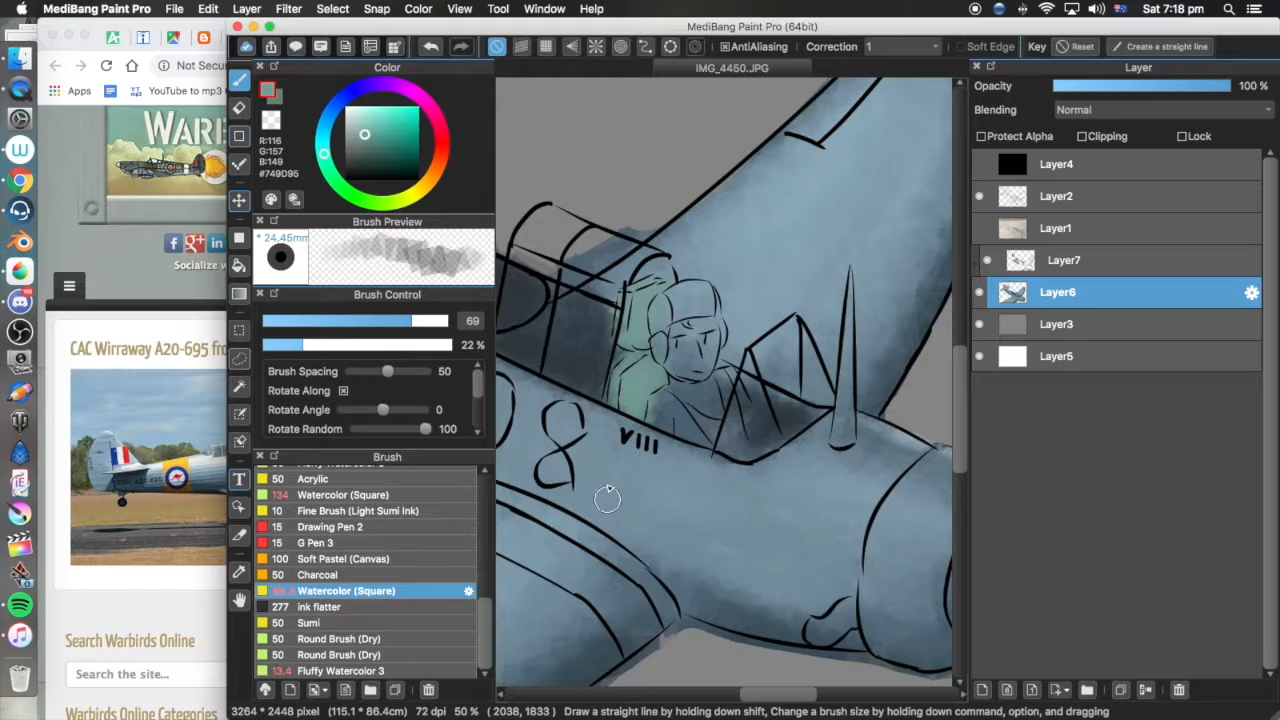 MediBang Paint Pro File Edit Layer Filter Select Snap Color View Tool Window Help Sat 7:18 pm
MediBang Paint Pro (64bit)
Not Secu
AntiAliasing Correction 1 Soft Edge Key Reset Create a straight line
Apps YouTube to mp3
WARB
Socialize w
CAC Wirraway A20-695 fro
Search Warbirds Online
Search the site...
Warbirds Online Categories
Color
R:116
G:157
B:149
#749D95
Brush Preview
* 24.45mm
Brush Control
69
22 %
Brush Spacing 50
Rotate Along
Rotate Angle 0
Rotate Random 100
Brush
50 Acrylic
134 Watercolor (Square)
10 Fine Brush (Light Sumi Ink)
15 Drawing Pen 2
15 G Pen 3
100 Soft Pastel (Canvas)
50 Charcoal
Watercolor (Square)
277 ink flatter
50 Sumi
50 Round Brush (Dry)
50 Round Brush (Dry)
13.4 Fluffy Watercolor 3
IMG_4450.JPG
8
VIII
Layer
Opacity 100 %
Blending Normal
Protect Alpha Clipping Lock
Layer4
Layer2
Layer1
Layer7
Layer6
Layer3
Layer5
3264 * 2448 pixel (115.1 * 86.4cm) 72 dpi 50 % ( 2038, 1833 ) Draw a straight line by holding down shift, Change a brush size by holding down command, option, and dragging